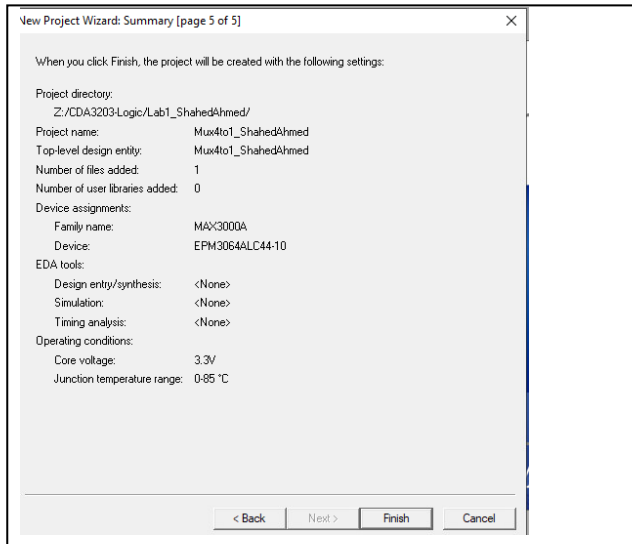 New Project Wizard: Summary [page 5 of 5]
When you click Finish, the project will be created with the following settings:
Project directory:
Z:/CDA3203-Logic/Lab1_ShahedAhmed/
Project name: Mux4to1_ShahedAhmed
Top-level design entity: Mux4to1_ShahedAhmed
Number of files added: 1
Number of user libraries added: 0
Device assignments:
Family name: MAX3000A
Device: EPM3064ALC44-10
EDA tools:
Design entry/synthesis: <None>
Simulation: <None>
Timing analysis: <None>
Operating conditions:
Core voltage: 3.3V
Junction temperature range: 0-85 °C
< Back Next > Finish Cancel